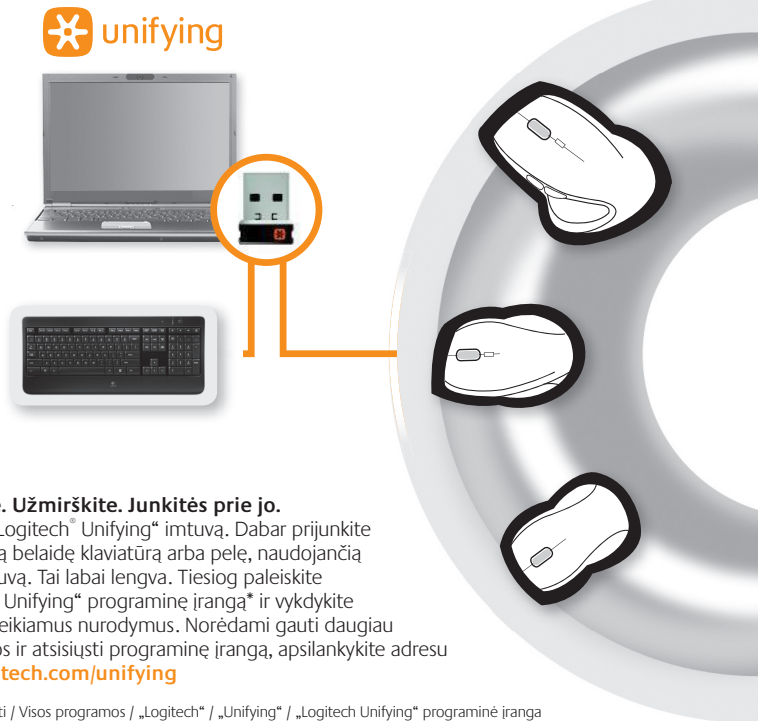 unifying
. Užmirškite. Junkitės prie jo.
Logitech® Unifying“ imtuvą. Dabar prijunkite
ą belaidę klaviatūrą arba pelę, naudojančią
uvą. Tai labai lengva. Tiesiog paleiskite
Unifying“ programinę įrangą* ir vykdykite
eikiamus nurodymus. Norėdami gauti daugiau
os ir atsisiųsti programinę įrangą, apsilankykite adresu
tech.com/unifying
ti / Visos programos / „Logitech“ / „Unifying“ / „Logitech Unifying“ programinė įranga